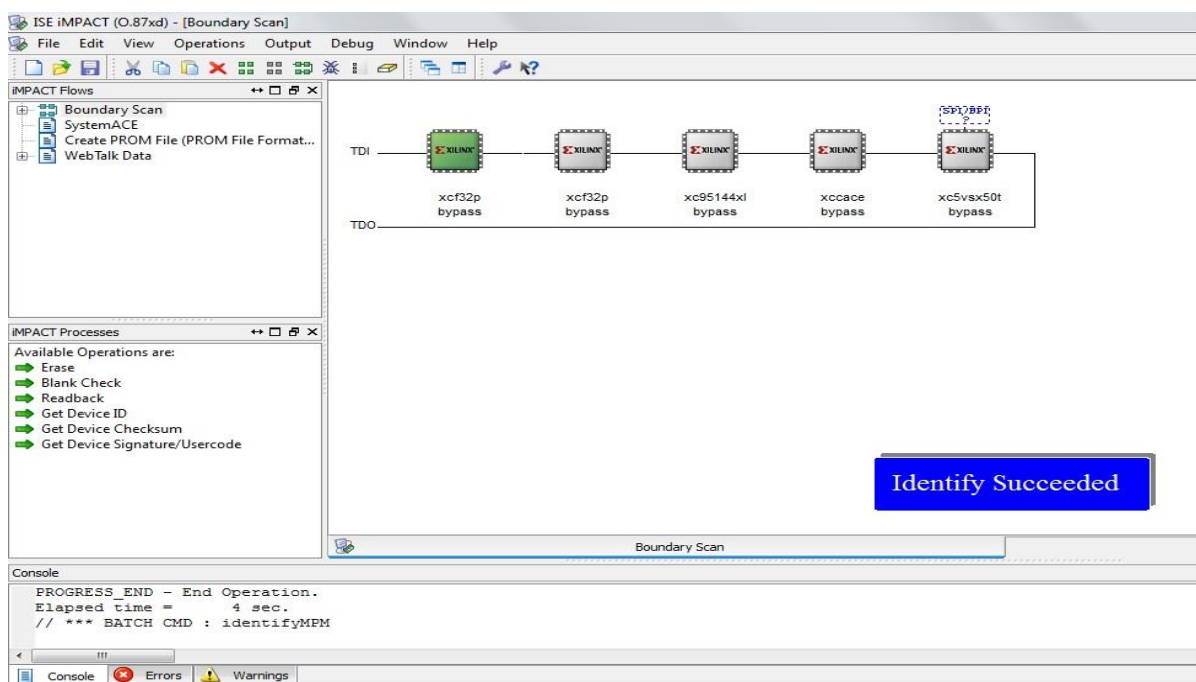 ISE iMPACT (O.87xd) - [Boundary Scan]
File Edit View Operations Output Debug Window Help
iMPACT Flows
Boundary Scan
SystemACE
Create PROM File (PROM File Format...
WebTalk Data
SPI/BPI
?
TDI
XILINX XILINX XILINX XILINX XILINX
xcf32p xcf32p xc95144xl xccace xc5vsx50t
bypass bypass bypass bypass bypass
TDO
iMPACT Processes
Available Operations are:
Erase
Blank Check
Readback
Get Device ID
Get Device Checksum
Get Device Signature/Usercode
Identify Succeeded
Boundary Scan
Console
PROGRESS_END - End Operation.
Elapsed time = 4 sec.
// *** BATCH CMD : identifyMPM
Console Errors Warnings